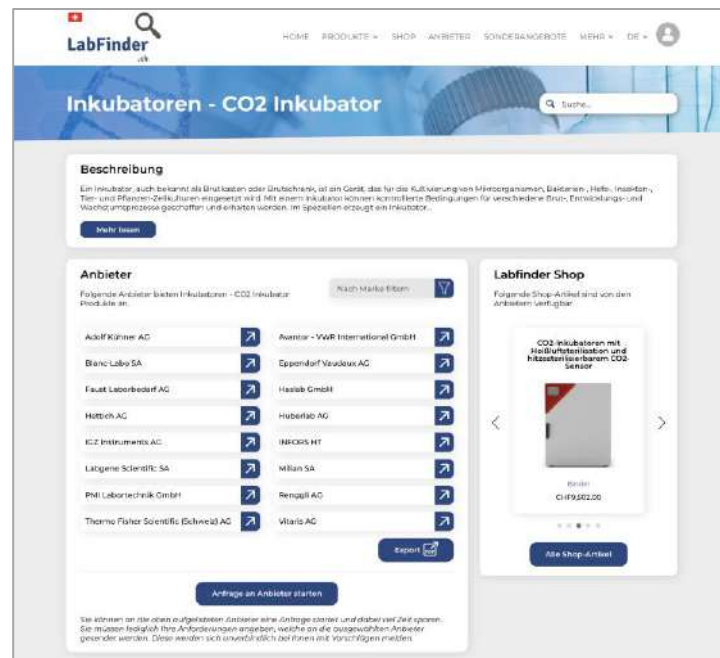 LabFinder
.ch
HOME PRODUKTE SHOP ANBIETER SONDERANGEBOTE MEHR DE
Inkubatoren - CO2 Inkubator
Suche...
Beschreibung
Ein Inkubator, auch bekannt als Brutkasten oder Brutschrank, ist ein Gerät, das für die Kultivierung von Mikroorganismen, Bakterien-, Hefe-, Insekten-,
Tier- und Pflanzen-Zellkulturen eingesetzt wird. Mit einem Inkubator können kontrollierte Bedingungen für verschiedene Brut-, Entwicklungs- und
Wachstumsprozesse geschaffen und erhalten werden. Im Speziellen erzeugt ein Inkubator...
Mehr lesen
Anbieter
Folgende Anbieter bieten Inkubatoren - CO2 Inkubator
Produkte an.
Nach Marke filtern
Adolf Kühner AG
Avantor - VWR International GmbH
Blanc-Labo SA
Eppendorf Vaudaux AG
Faust Laborbedarf AG
Haslab GmbH
Hettich AG
Huberlab AG
IGZ Instruments AG
INFORS HT
Labgene Scientific SA
Milian SA
PMI Labortechnik GmbH
Renggli AG
Thermo Fisher Scientific (Schweiz) AG
Vitaris AG
Export
Anfrage an Anbieter starten
Sie können an die oben aufgelisteten Anbieter eine Anfrage starten und dabei viel Zeit sparen.
Sie müssen lediglich Ihre Anforderungen angeben, welche an die ausgewählten Anbieter
gesendet werden. Diese werden sich unverbindlich bei Ihnen mit Vorschlägen melden.
Labfinder Shop
Folgende Shop-Artikel sind von den
Anbietern verfügbar
CO2-Inkubatoren mit
Heißluftsterilisation und
hitzesterilisierbarem CO2-
Sensor
Binder
CHF9,502.00
Alle Shop-Artikel